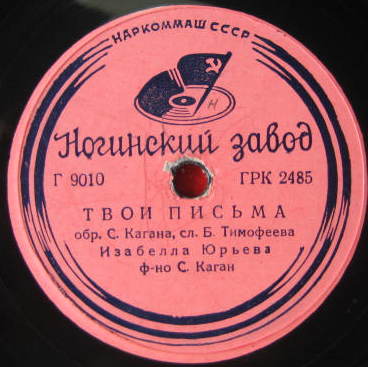 НАРКОММАШ СССР
Н
Ногинский завод
Г 9010 ГРК 2485
ТВОИ ПИСЬМА
обр. С. Кагана, сл. Б. Тимофеева
Изабелла Юрьева
ф-но С. Каган